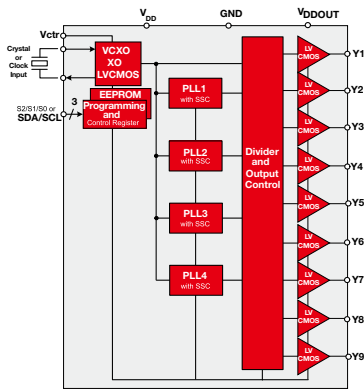 V_DD
GND
V_DDOUT
Vctr
Crystal
or
Clock
Input
VCXO
XO
LVCMOS
EEPROM
Programming
and
Control Register
S2/S1/S0 or
SDA/SCL
3
PLL1
with SSC
PLL2
with SSC
PLL3
with SSC
PLL4
with SSC
Divider
and
Output
Control
LV
CMOS
Y1
LV
CMOS
Y2
LV
CMOS
Y3
LV
CMOS
Y4
LV
CMOS
Y5
LV
CMOS
Y6
LV
CMOS
Y7
LV
CMOS
Y8
LV
CMOS
Y9